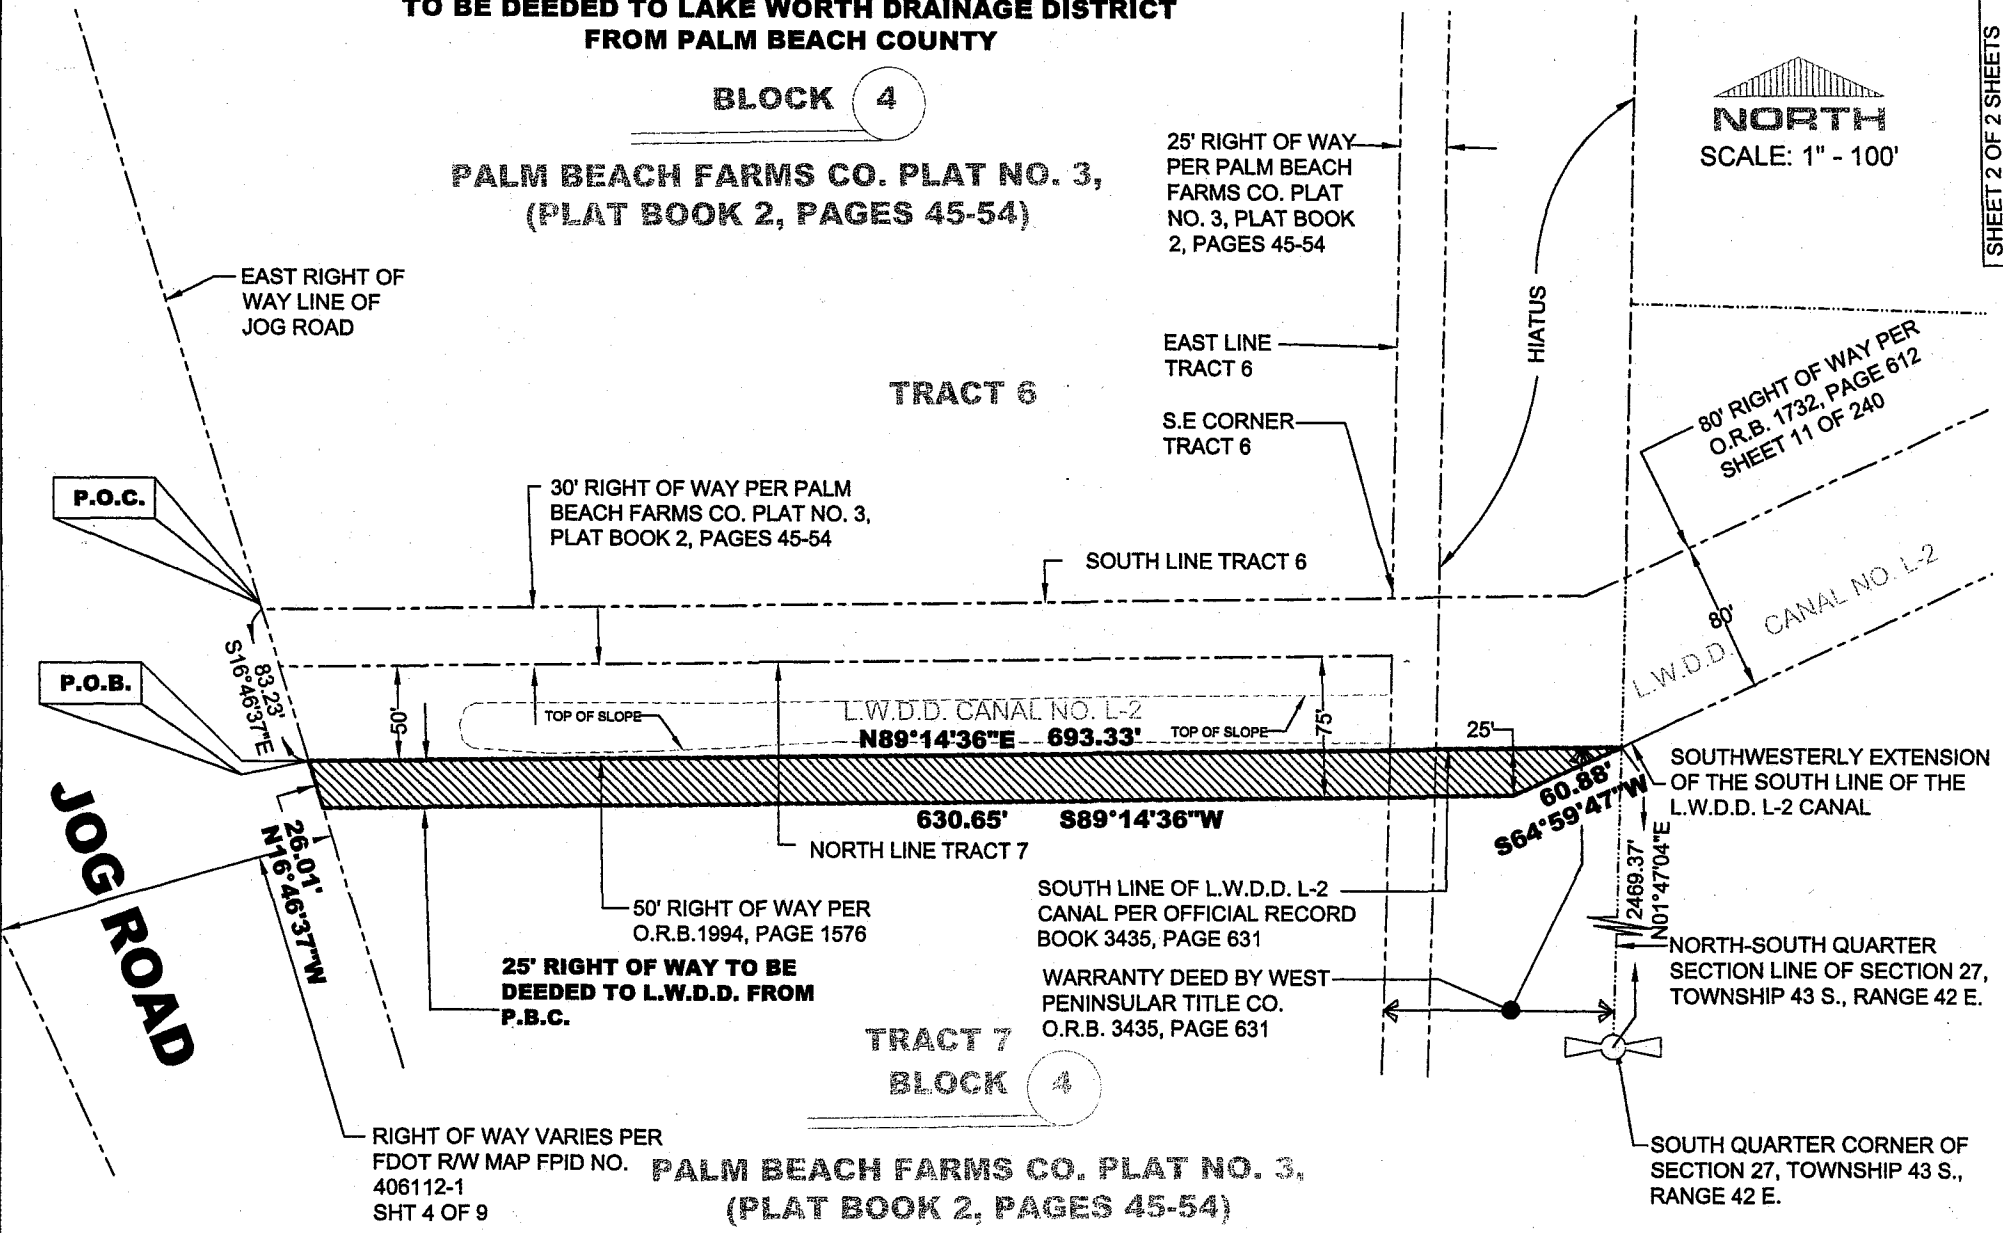 TO BE DEEDED TO LAKE WORTH DRAINAGE DISTRICT
FROM PALM BEACH COUNTY
BLOCK 4
PALM BEACH FARMS CO. PLAT NO. 3,
(PLAT BOOK 2, PAGES 45-54)
25' RIGHT OF WAY
PER PALM BEACH
FARMS CO. PLAT
NO. 3, PLAT BOOK
2, PAGES 45-54
NORTH
SCALE: 1" - 100'
SHEET 2 OF 2 SHEETS
EAST RIGHT OF
WAY LINE OF
JOG ROAD
HIATUS
EAST LINE
TRACT 6
TRACT 6
S.E CORNER
TRACT 6
80' RIGHT OF WAY PER
O.R.B. 1732, PAGE 612
SHEET 11 OF 240
P.O.C.
30' RIGHT OF WAY PER PALM
BEACH FARMS CO. PLAT NO. 3,
PLAT BOOK 2, PAGES 45-54
SOUTH LINE TRACT 6
80'
L.W.D.D. CANAL NO. L-2
83.23'
S16°46'37"E
P.O.B.
50'
TOP OF SLOPE
L.W.D.D. CANAL NO. L-2
N89°14'36"E 693.33'
TOP OF SLOPE
75'
25'
60.88'
S64°59'47"W
SOUTHWESTERLY EXTENSION
OF THE SOUTH LINE OF THE
L.W.D.D. L-2 CANAL
630.65' S89°14'36"W
NORTH LINE TRACT 7
JOG ROAD
26.01'
N16°46'37"W
2469.37'
N01°47'04"E
50' RIGHT OF WAY PER
O.R.B.1994, PAGE 1576
SOUTH LINE OF L.W.D.D. L-2
CANAL PER OFFICIAL RECORD
BOOK 3435, PAGE 631
NORTH-SOUTH QUARTER
SECTION LINE OF SECTION 27,
TOWNSHIP 43 S., RANGE 42 E.
25' RIGHT OF WAY TO BE
DEEDED TO L.W.D.D. FROM
P.B.C.
WARRANTY DEED BY WEST
PENINSULAR TITLE CO.
O.R.B. 3435, PAGE 631
TRACT 7
BLOCK 4
RIGHT OF WAY VARIES PER
FDOT R/W MAP FPID NO.
406112-1
SHT 4 OF 9
PALM BEACH FARMS CO. PLAT NO. 3,
(PLAT BOOK 2, PAGES 45-54)
SOUTH QUARTER CORNER OF
SECTION 27, TOWNSHIP 43 S.,
RANGE 42 E.